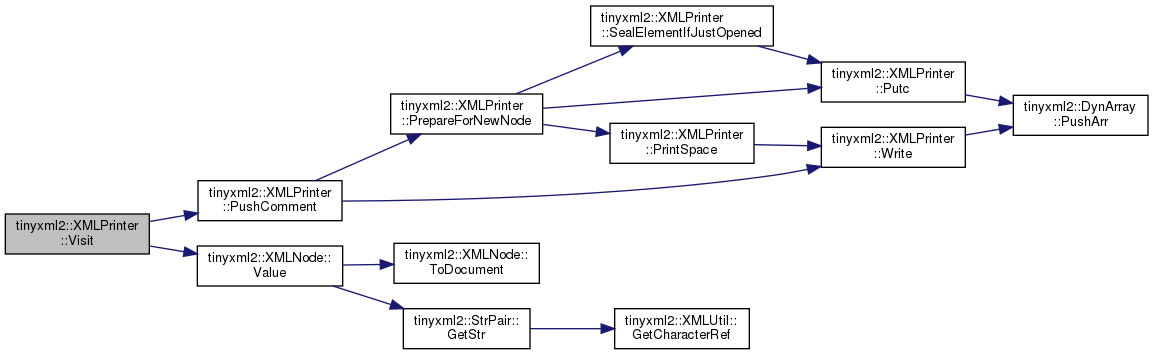 tinyxml2::XMLPrinter
::Visit
tinyxml2::XMLPrinter
::PushComment
tinyxml2::XMLPrinter
::PrepareForNewNode
tinyxml2::XMLPrinter
::SealElementIfJustOpened
tinyxml2::XMLPrinter
::Putc
tinyxml2::DynArray
::PushArr
tinyxml2::XMLPrinter
::PrintSpace
tinyxml2::XMLPrinter
::Write
tinyxml2::XMLNode::
Value
tinyxml2::XMLNode::
ToDocument
tinyxml2::StrPair::
GetStr
tinyxml2::XMLUtil::
GetCharacterRef